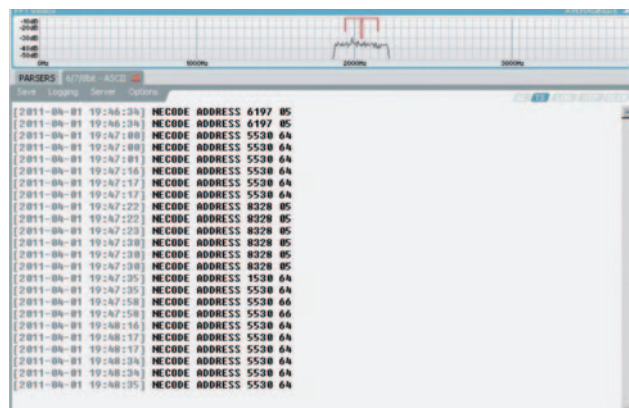 -10dB
-20dB
-30dB
-40dB
-50dB
0Hz 1000Hz 2000Hz 3000Hz
PARSERS 6/7/8bit - ASCII
Save Logging Server Options
[2011-04-01 19:46:34] NECODE ADDRESS 6197 05
[2011-04-01 19:46:34] NECODE ADDRESS 6197 05
[2011-04-01 19:47:00] NECODE ADDRESS 5530 64
[2011-04-01 19:47:00] NECODE ADDRESS 5530 64
[2011-04-01 19:47:01] NECODE ADDRESS 5530 64
[2011-04-01 19:47:16] NECODE ADDRESS 5530 64
[2011-04-01 19:47:17] NECODE ADDRESS 5530 64
[2011-04-01 19:47:17] NECODE ADDRESS 5530 64
[2011-04-01 19:47:22] NECODE ADDRESS 8328 05
[2011-04-01 19:47:22] NECODE ADDRESS 8328 05
[2011-04-01 19:47:23] NECODE ADDRESS 8328 05
[2011-04-01 19:47:30] NECODE ADDRESS 8328 05
[2011-04-01 19:47:30] NECODE ADDRESS 8328 05
[2011-04-01 19:47:30] NECODE ADDRESS 8328 05
[2011-04-01 19:47:35] NECODE ADDRESS 1530 64
[2011-04-01 19:47:35] NECODE ADDRESS 5530 64
[2011-04-01 19:47:58] NECODE ADDRESS 5530 66
[2011-04-01 19:47:58] NECODE ADDRESS 5530 66
[2011-04-01 19:48:16] NECODE ADDRESS 5530 64
[2011-04-01 19:48:17] NECODE ADDRESS 5530 64
[2011-04-01 19:48:17] NECODE ADDRESS 5530 64
[2011-04-01 19:48:34] NECODE ADDRESS 5530 64
[2011-04-01 19:48:34] NECODE ADDRESS 5530 64
[2011-04-01 19:48:35] NECODE ADDRESS 5530 64